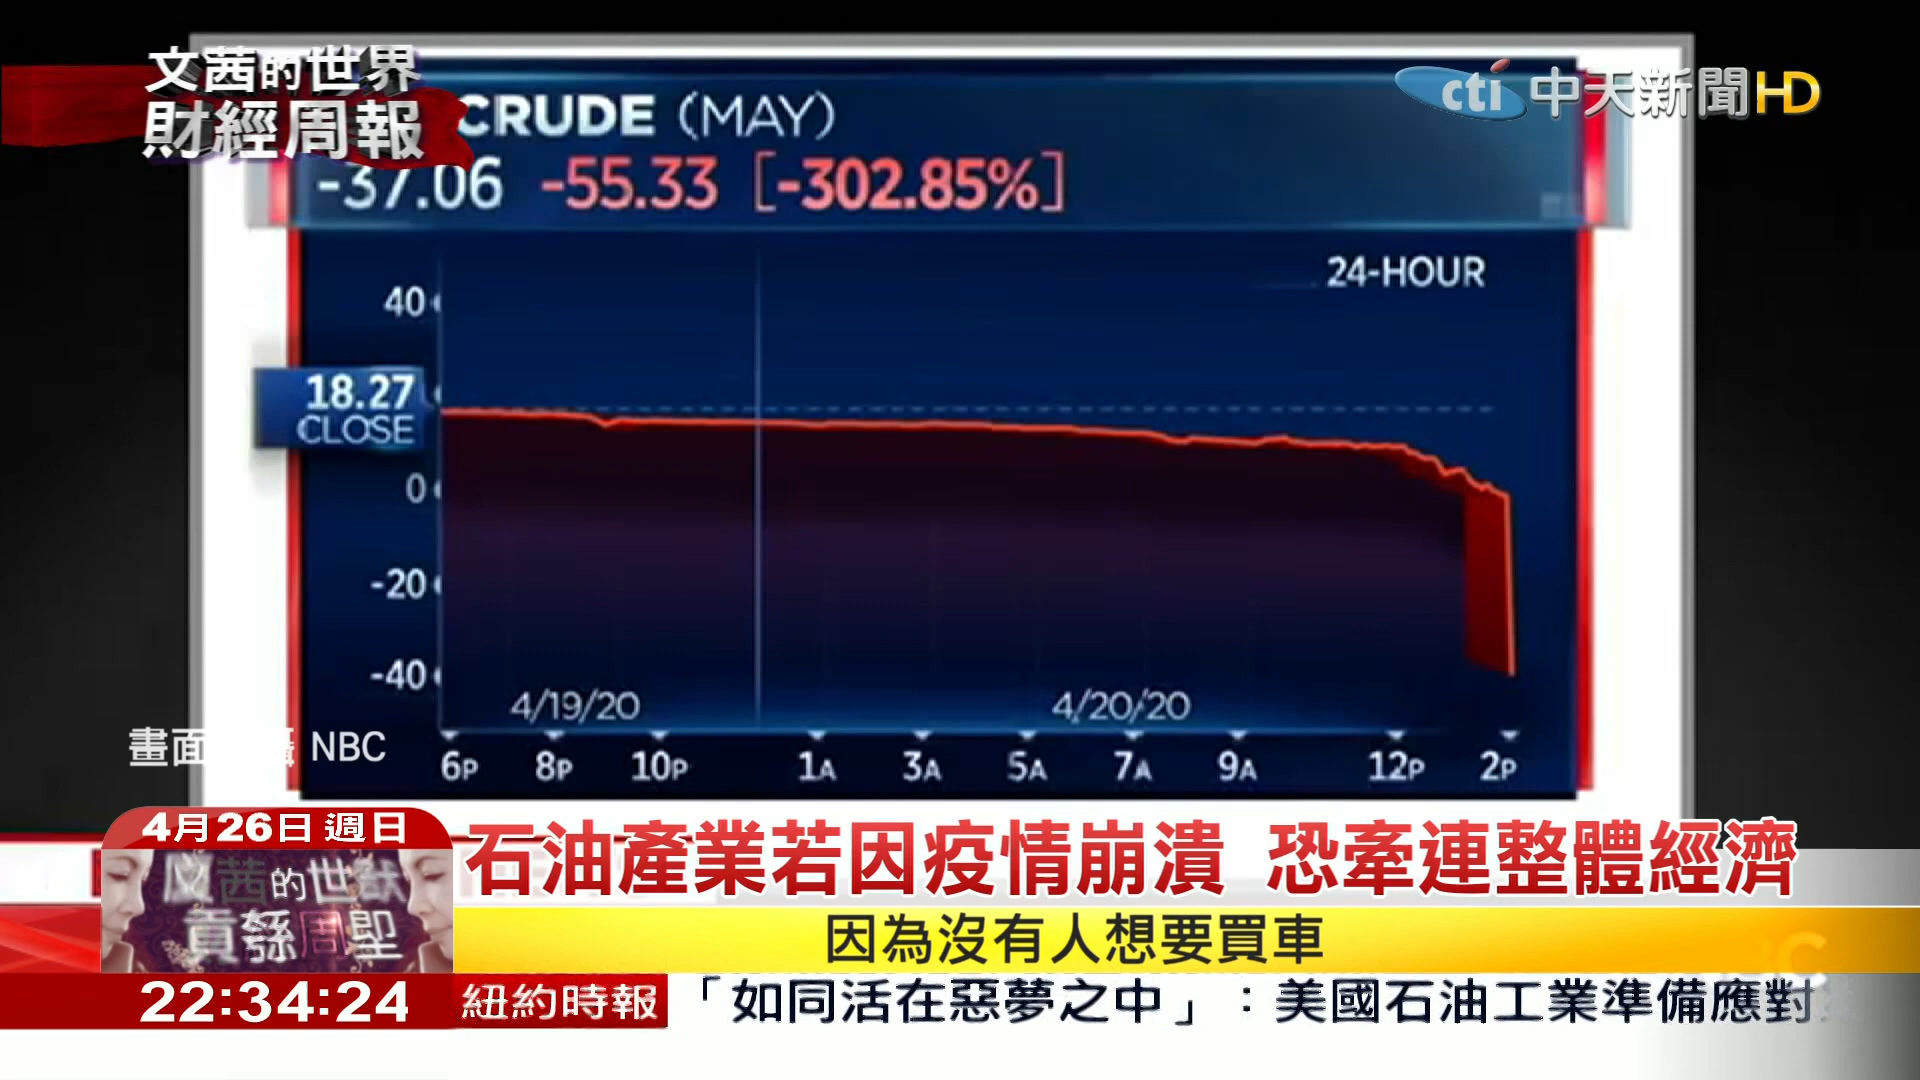 文茜的世界
財經周報
cti 中天新聞HD
CRUDE (MAY)
-37.06 -55.33 [-302.85%]
24-HOUR
40
18.27
CLOSE
0
-20
-40
4/19/20 4/20/20
6P 8P 10P 1A 3A 5A 7A 9A 12P 2P
畫面 NBC
4月26日 週日
石油產業若因疫情崩潰 恐牽連整體經濟
的世
因為沒有人想要買車
22:34:24
紐約時報 「如同活在惡夢之中」：美國石油工業準備應對